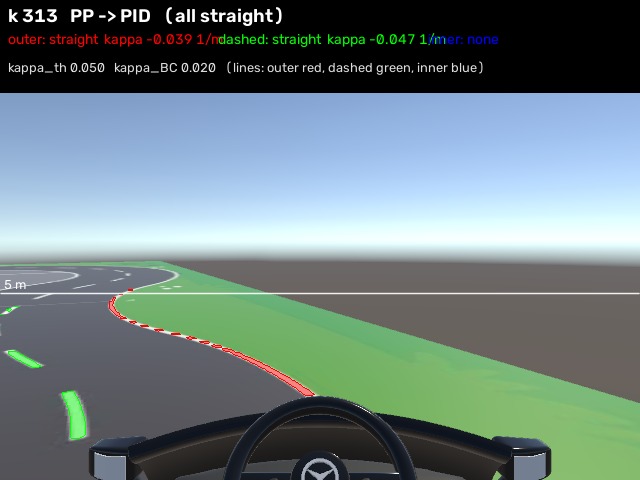 k 313 PP -> PID (all straight)
outer: straight kappa -0.039 1/m dashed: straight kappa -0.047 1/m inner: none
kappa_th 0.050 kappa_BC 0.020 (lines: outer red, dashed green, inner blue)
5 m